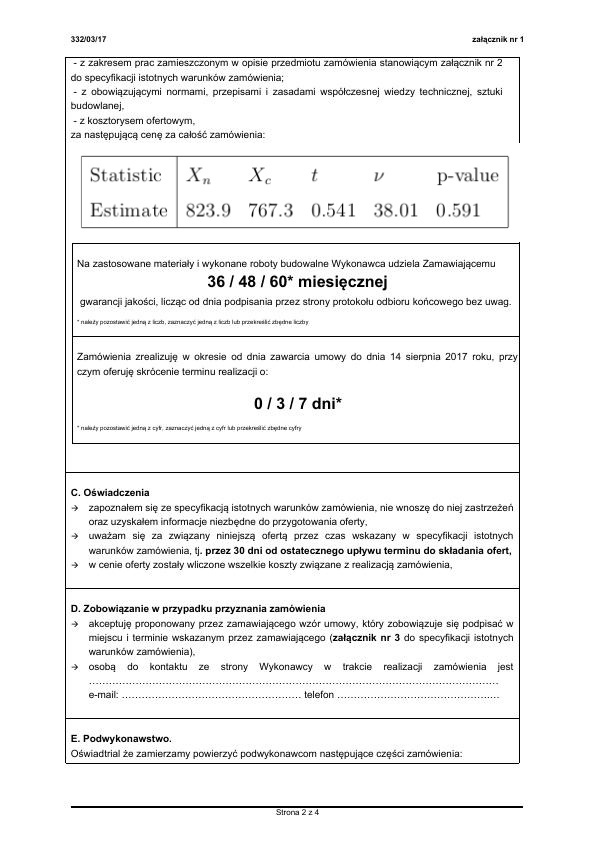 332/03/17 załącznik nr 1
- z zakresem prac zamieszczonym w opisie przedmiotu zamówienia stanowiącym załącznik nr 2
do specyfikacji istotnych warunków zamówienia;
- z obowiązującymi normami, przepisami i zasadami współczesnej wiedzy technicznej, sztuki
budowlanej,
- z kosztorysem ofertowym,
za następującą cenę za całość zamówienia:
Statistic X_n X_c t ν p-value
Estimate 823.9 767.3 0.541 38.01 0.591
Na zastosowane materiały i wykonane roboty budowalne Wykonawca udziela Zamawiającemu
36 / 48 / 60* miesięcznej
gwarancji jakości, licząc od dnia podpisania przez strony protokołu odbioru końcowego bez uwag.
* należy pozostawić jedną z liczb, zaznaczyć jedną z liczb lub przekreślić zbędne liczby
Zamówienia zrealizuję w okresie od dnia zawarcia umowy do dnia 14 sierpnia 2017 roku, przy
czym oferuję skrócenie terminu realizacji o:
0 / 3 / 7 dni*
* należy pozostawić jedną z cyfr, zaznaczyć jedną z cyfr lub przekreślić zbędne cyfry
C. Oświadczenia
→ zapoznałem się ze specyfikacją istotnych warunków zamówienia, nie wnoszę do niej zastrzeżeń
oraz uzyskałem informacje niezbędne do przygotowania oferty,
→ uważam się za związany niniejszą ofertą przez czas wskazany w specyfikacji istotnych
warunków zamówienia, tj. przez 30 dni od ostatecznego upływu terminu do składania ofert,
→ w cenie oferty zostały wliczone wszelkie koszty związane z realizacją zamówienia,
D. Zobowiązanie w przypadku przyznania zamówienia
→ akceptuję proponowany przez zamawiającego wzór umowy, który zobowiązuje się podpisać w
miejscu i terminie wskazanym przez zamawiającego (załącznik nr 3 do specyfikacji istotnych
warunków zamówienia),
→ osobą do kontaktu ze strony Wykonawcy w trakcie realizacji zamówienia jest
……………………………………………………………………………………………………………
e-mail: ……………………………………………… telefon …………………………………………
E. Podwykonawstwo.
Oświadtrial że zamierzamy powierzyć podwykonawcom następujące części zamówienia:
Strona 2 z 4